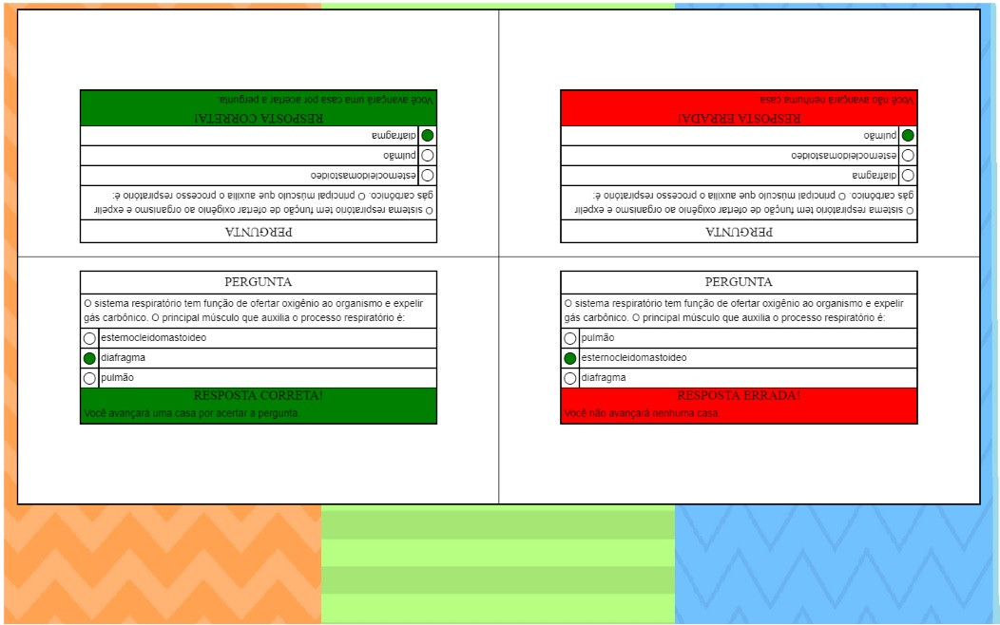 PERGUNTA
O sistema respiratório tem função de ofertar oxigênio ao organismo e expelir
gás carbônico. O principal músculo que auxilia o processo respiratório é:
esternocleidomastoideo
pulmão
diafragma
RESPOSTA CORRETA!
Você avançará uma casa por acertar a pergunta.
PERGUNTA
O sistema respiratório tem função de ofertar oxigênio ao organismo e expelir
gás carbônico. O principal músculo que auxilia o processo respiratório é:
diafragma
esternocleidomastoideo
pulmão
RESPOSTA ERRADA!
Você não avançará nenhuma casa
PERGUNTA
O sistema respiratório tem função de ofertar oxigênio ao organismo e expelir
gás carbônico. O principal músculo que auxilia o processo respiratório é:
esternocleidomastoideo
diafragma
pulmão
RESPOSTA CORRETA!
Você avançará uma casa por acertar a pergunta.
PERGUNTA
O sistema respiratório tem função de ofertar oxigênio ao organismo e expelir
gás carbônico. O principal músculo que auxilia o processo respiratório é:
pulmão
esternocleidomastoideo
diafragma
RESPOSTA ERRADA!
Você não avançará nenhuma casa.